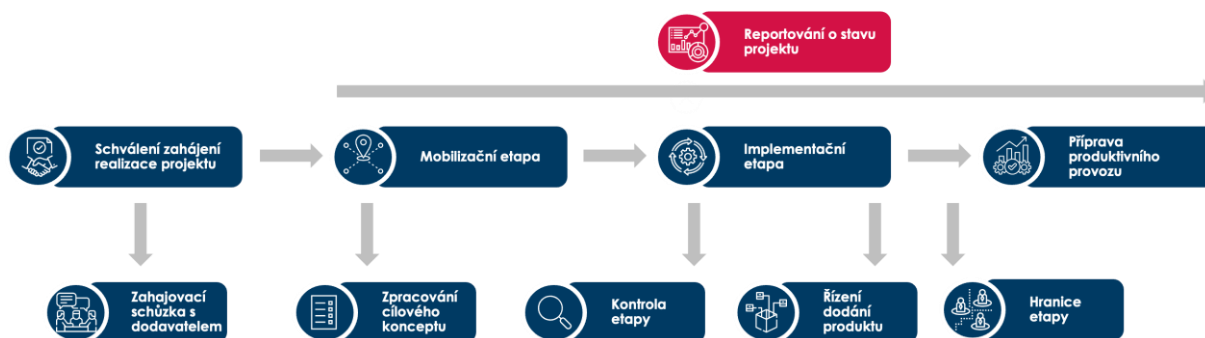 Reportování o stavu
projektu
Schválení zahájení
realizace projektu
Mobilizační etapa
Implementační
etapa
Příprava
produktivního
provozu
Zahajovací
schůzka s
dodavatelem
Zpracování
cílového
konceptu
Kontrola
etapy
Řízení
dodání
produktu
Hranice
etapy